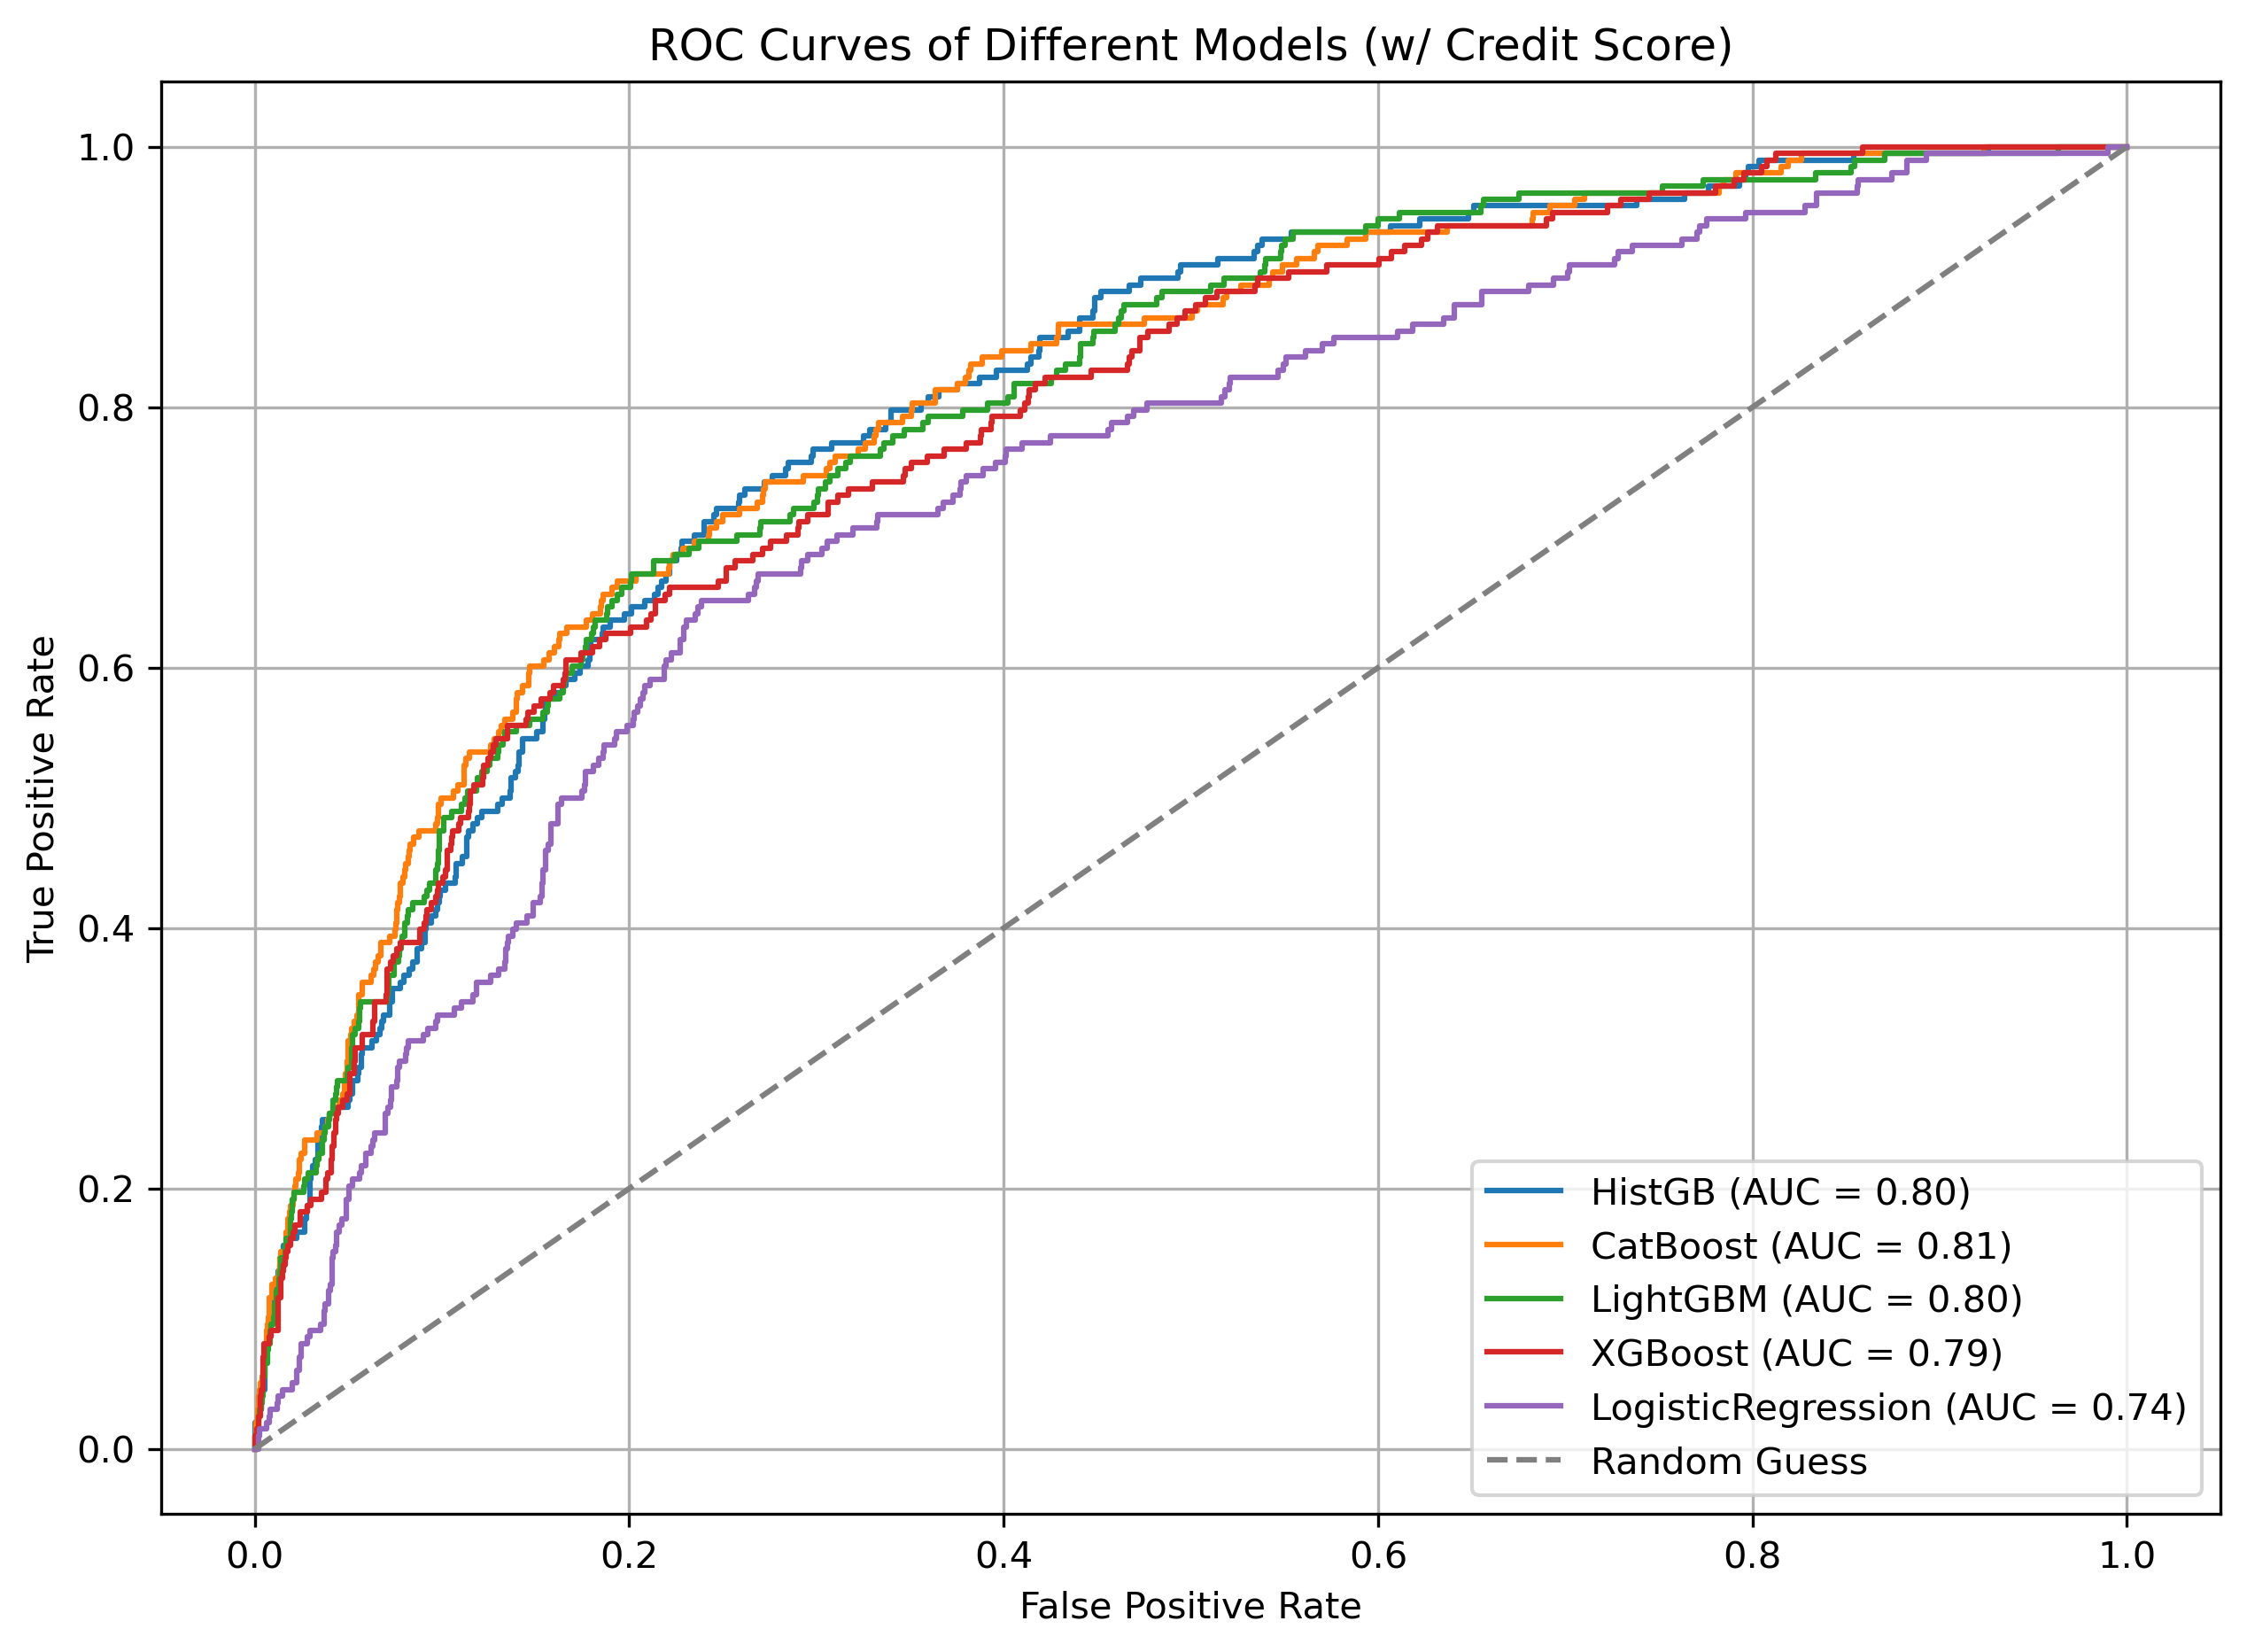 ROC Curves of Different Models (w/ Credit Score)
1.0
0.8
0.6
0.4
0.2
0.0
True Positive Rate
HistGB (AUC = 0.80)
CatBoost (AUC = 0.81)
LightGBM (AUC = 0.80)
XGBoost (AUC = 0.79)
LogisticRegression (AUC = 0.74)
Random Guess
0.0 0.2 0.4 0.6 0.8 1.0
False Positive Rate